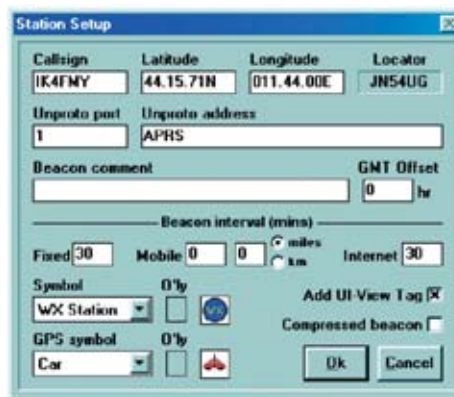 Station Setup
Callsign Latitude Longitude Locator
IK4FMY 44.15.71N 011.44.00E JN54UG
Unproto port Unproto address
1 APRS
Beacon comment GMT Offset
0 hr
Beacon interval (mins)
Fixed 30 Mobile 0 0 miles km Internet 30
Symbol O'ly
WX Station WX Add UI-View Tag
Compressed beacon
GPS symbol O'ly
Car Ok Cancel